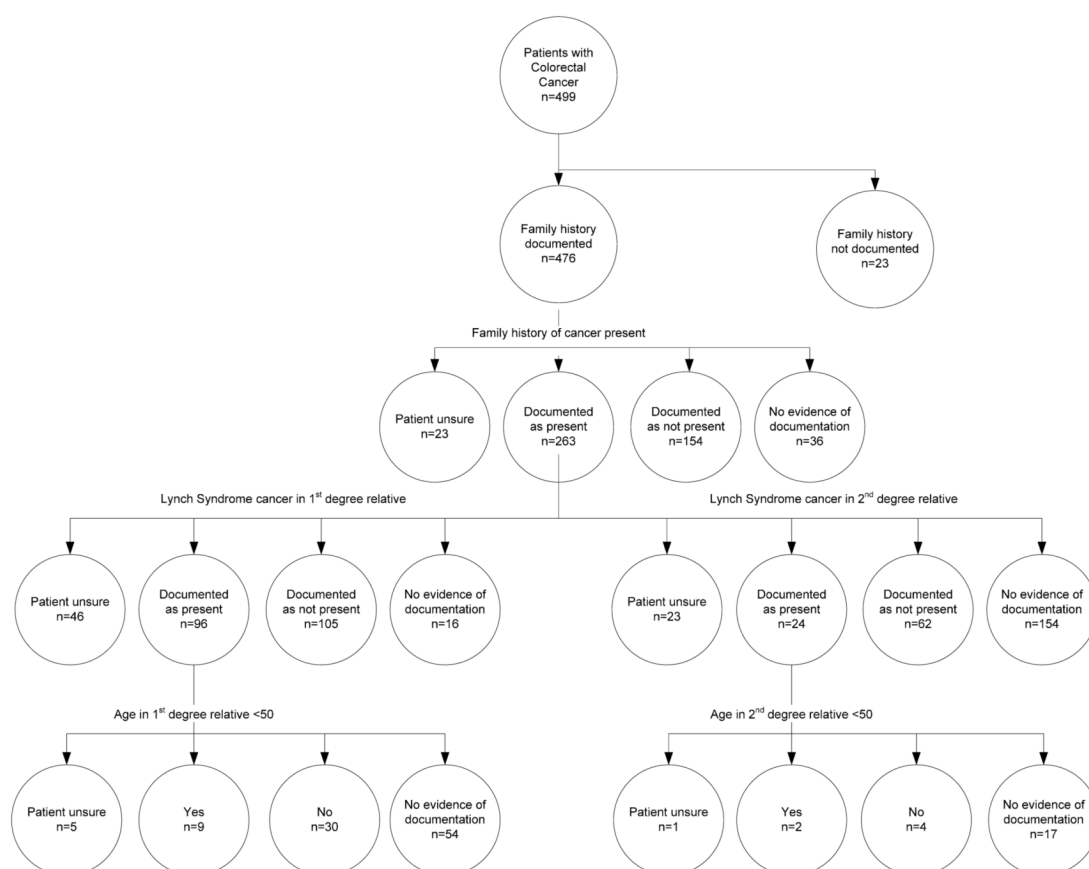 Patients with
Colorectal
Cancer
n=499
Family history
documented
n=476
Family history
not documented
n=23
Family history of cancer present
Patient unsure
n=23
Documented
as present
n=263
Documented
as not present
n=154
No evidence of
documentation
n=36
Lynch Syndrome cancer in 1st degree relative
Lynch Syndrome cancer in 2nd degree relative
Patient unsure
n=46
Documented
as present
n=96
Documented
as not present
n=105
No evidence of
documentation
n=16
Patient unsure
n=23
Documented
as present
n=24
Documented
as not present
n=62
No evidence of
documentation
n=154
Age in 1st degree relative <50
Age in 2nd degree relative <50
Patient unsure
n=5
Yes
n=9
No
n=30
No evidence of
documentation
n=54
Patient unsure
n=1
Yes
n=2
No
n=4
No evidence of
documentation
n=17